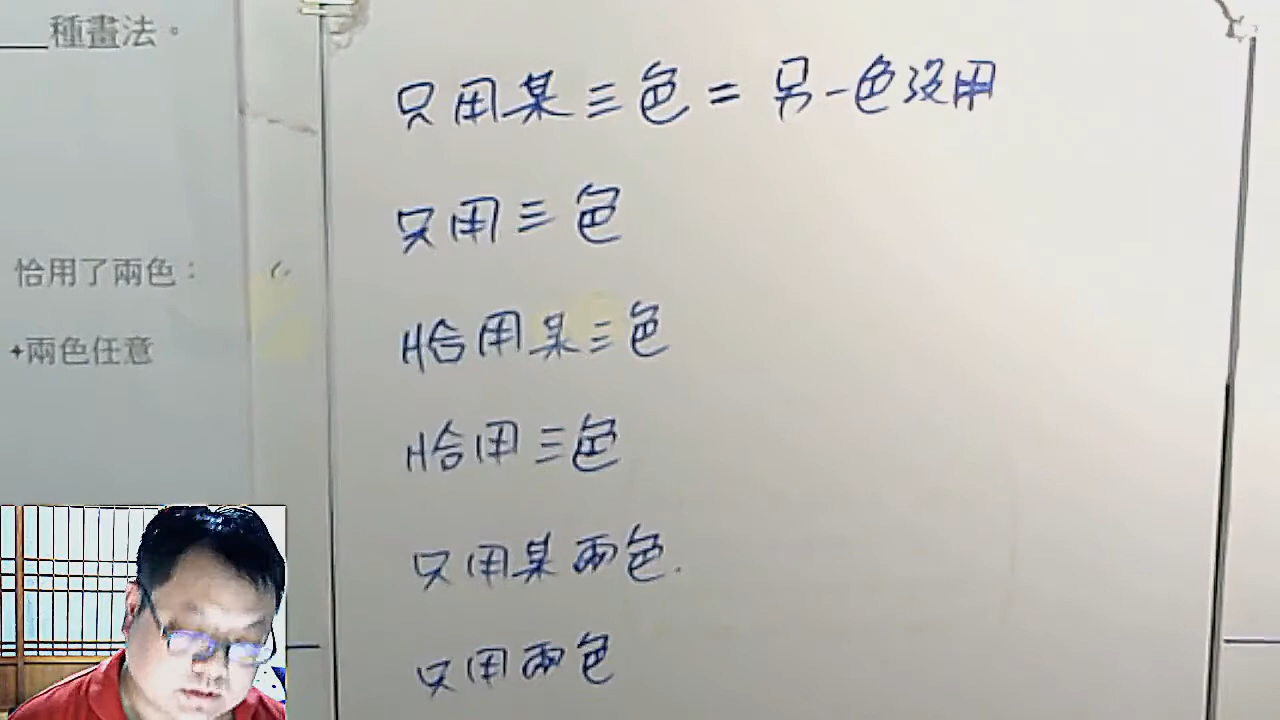 種畫法。
恰用了兩色：
兩色任意
只用某三色 = 另一色沒用
只用三色
恰用某三色
恰用三色
只用某兩色.
只用兩色